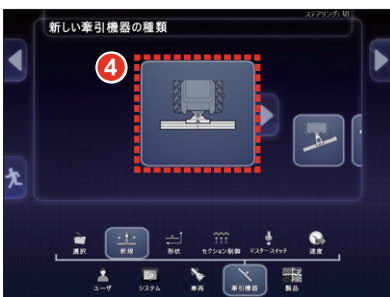 ステアリング: 切
新しい牽引機器の種類
4
選択
新規
形状
セクション制御
マスタースイッチ
速度
ユーザ
システム
車両
牽引機器
製品